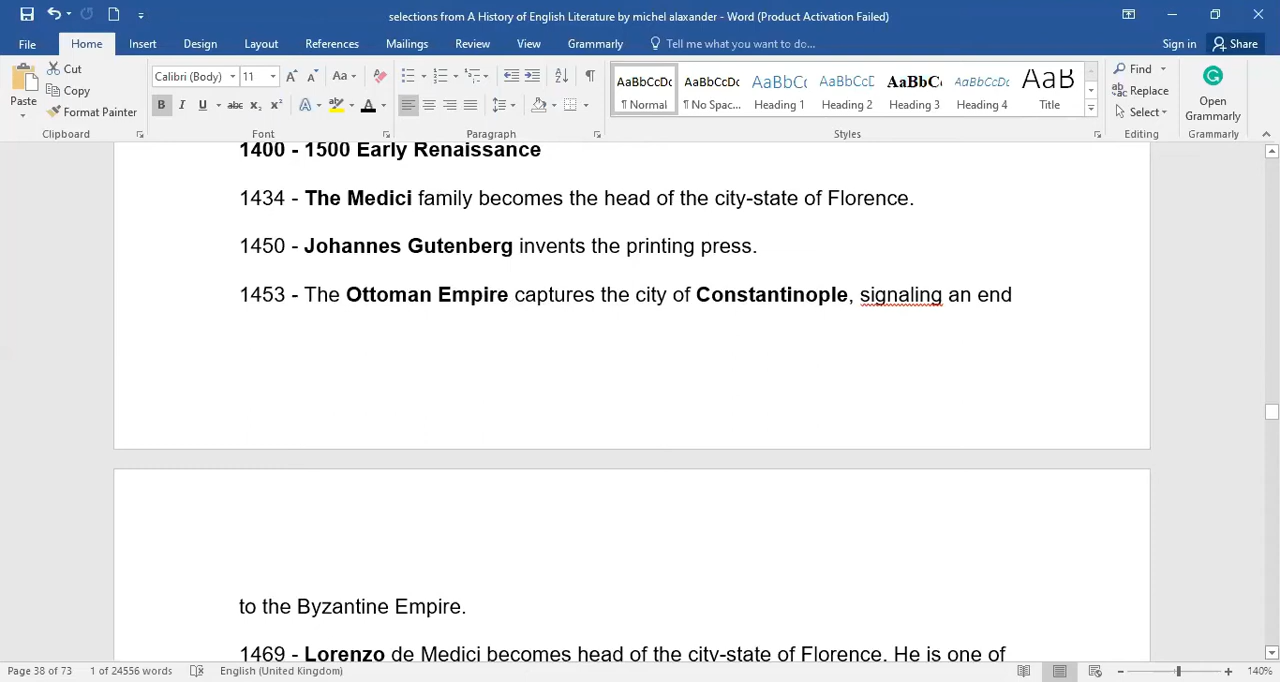 selections from A History of English Literature by michel alaxander - Word (Product Activation Failed)
File Home Insert Design Layout References Mailings Review View Grammarly Tell me what you want to do... Sign in Share
Paste Cut Copy Format Painter Clipboard
Calibri (Body) 11 Aa B I U abc x₂ x² A A Font
Paragraph
AaBbCcDc ¶ Normal
AaBbCcDc ¶ No Spac...
AaBbCc Heading 1
AaBbCcD Heading 2
AaBbC Heading 3
AaBbCcDc Heading 4
AaB Title
Styles
Find Replace Select Editing
Open Grammarly Grammarly
1400 - 1500 Early Renaissance
1434 - The Medici family becomes the head of the city-state of Florence.
1450 - Johannes Gutenberg invents the printing press.
1453 - The Ottoman Empire captures the city of Constantinople, signaling an end
to the Byzantine Empire.
1469 - Lorenzo de Medici becomes head of the city-state of Florence. He is one of
Page 38 of 73 1 of 24556 words English (United Kingdom) 140%